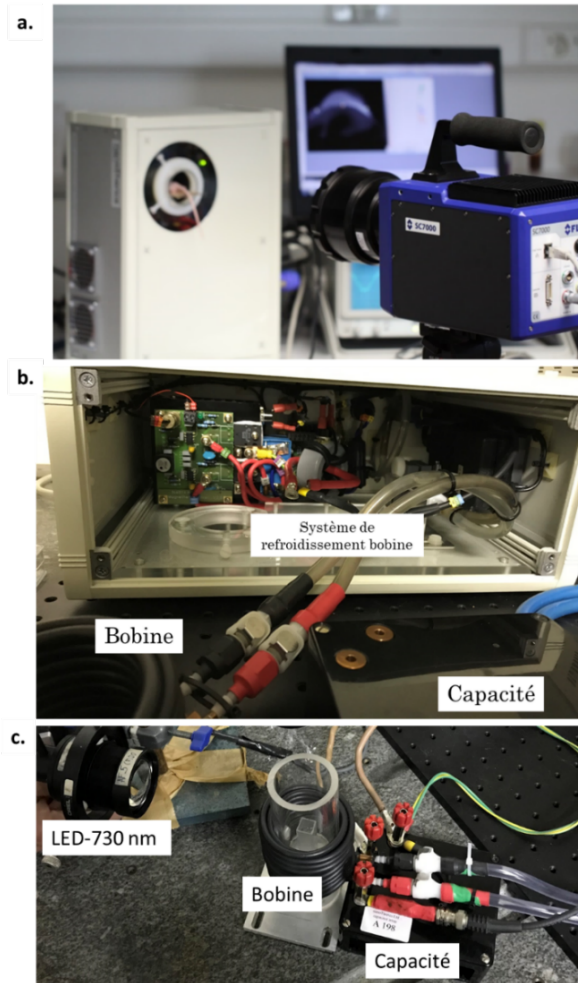 a.
SC7000
b.
Système de
refroidissement bobine
Bobine
Capacité
c.
LED-730 nm
Bobine
A 198
Capacité